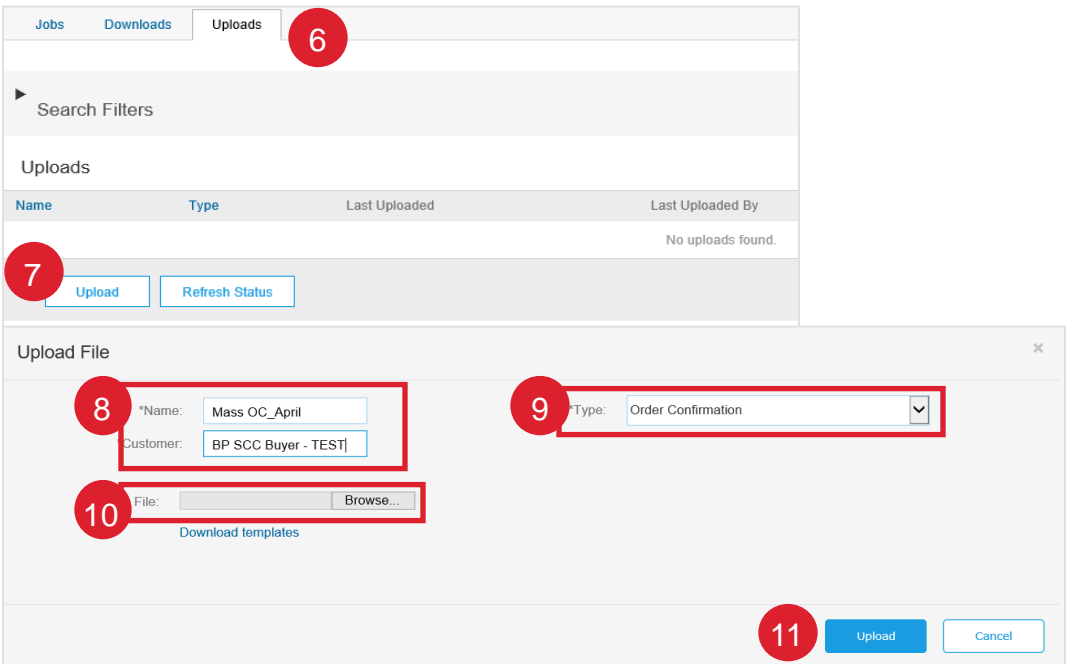 Jobs Downloads Uploads 6
Search Filters
Uploads
Name Type Last Uploaded Last Uploaded By
No uploads found.
7 Upload Refresh Status
Upload File ×
8 *Name: Mass OC_April 9 *Type: Order Confirmation
*Customer: BP SCC Buyer - TEST
10 File: Browse...
Download templates
11 Upload Cancel